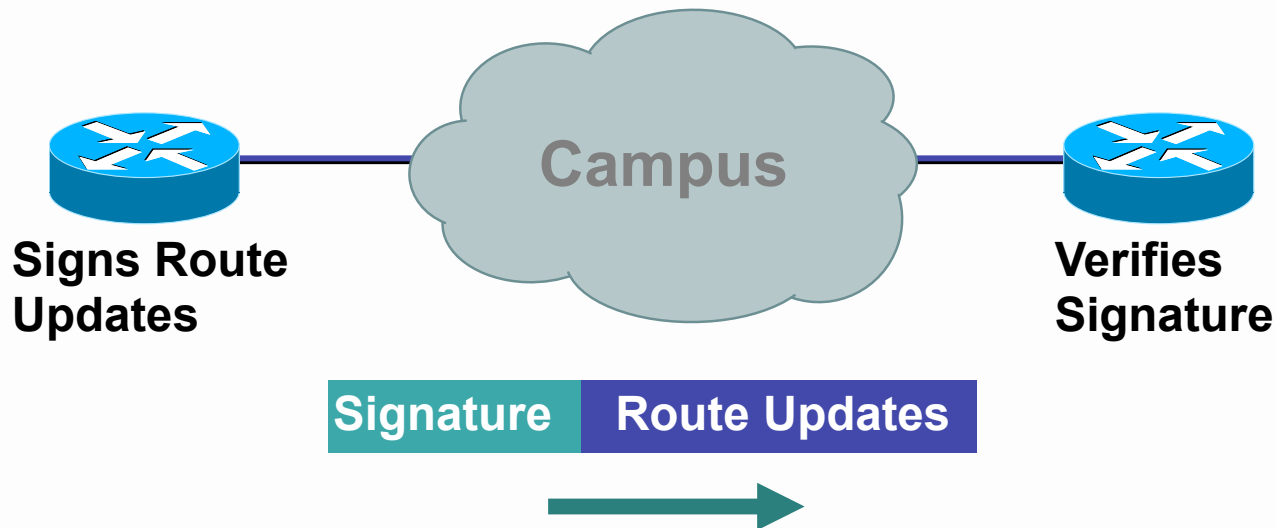 Campus
Signs Route
Updates
Verifies
Signature
Signature Route Updates